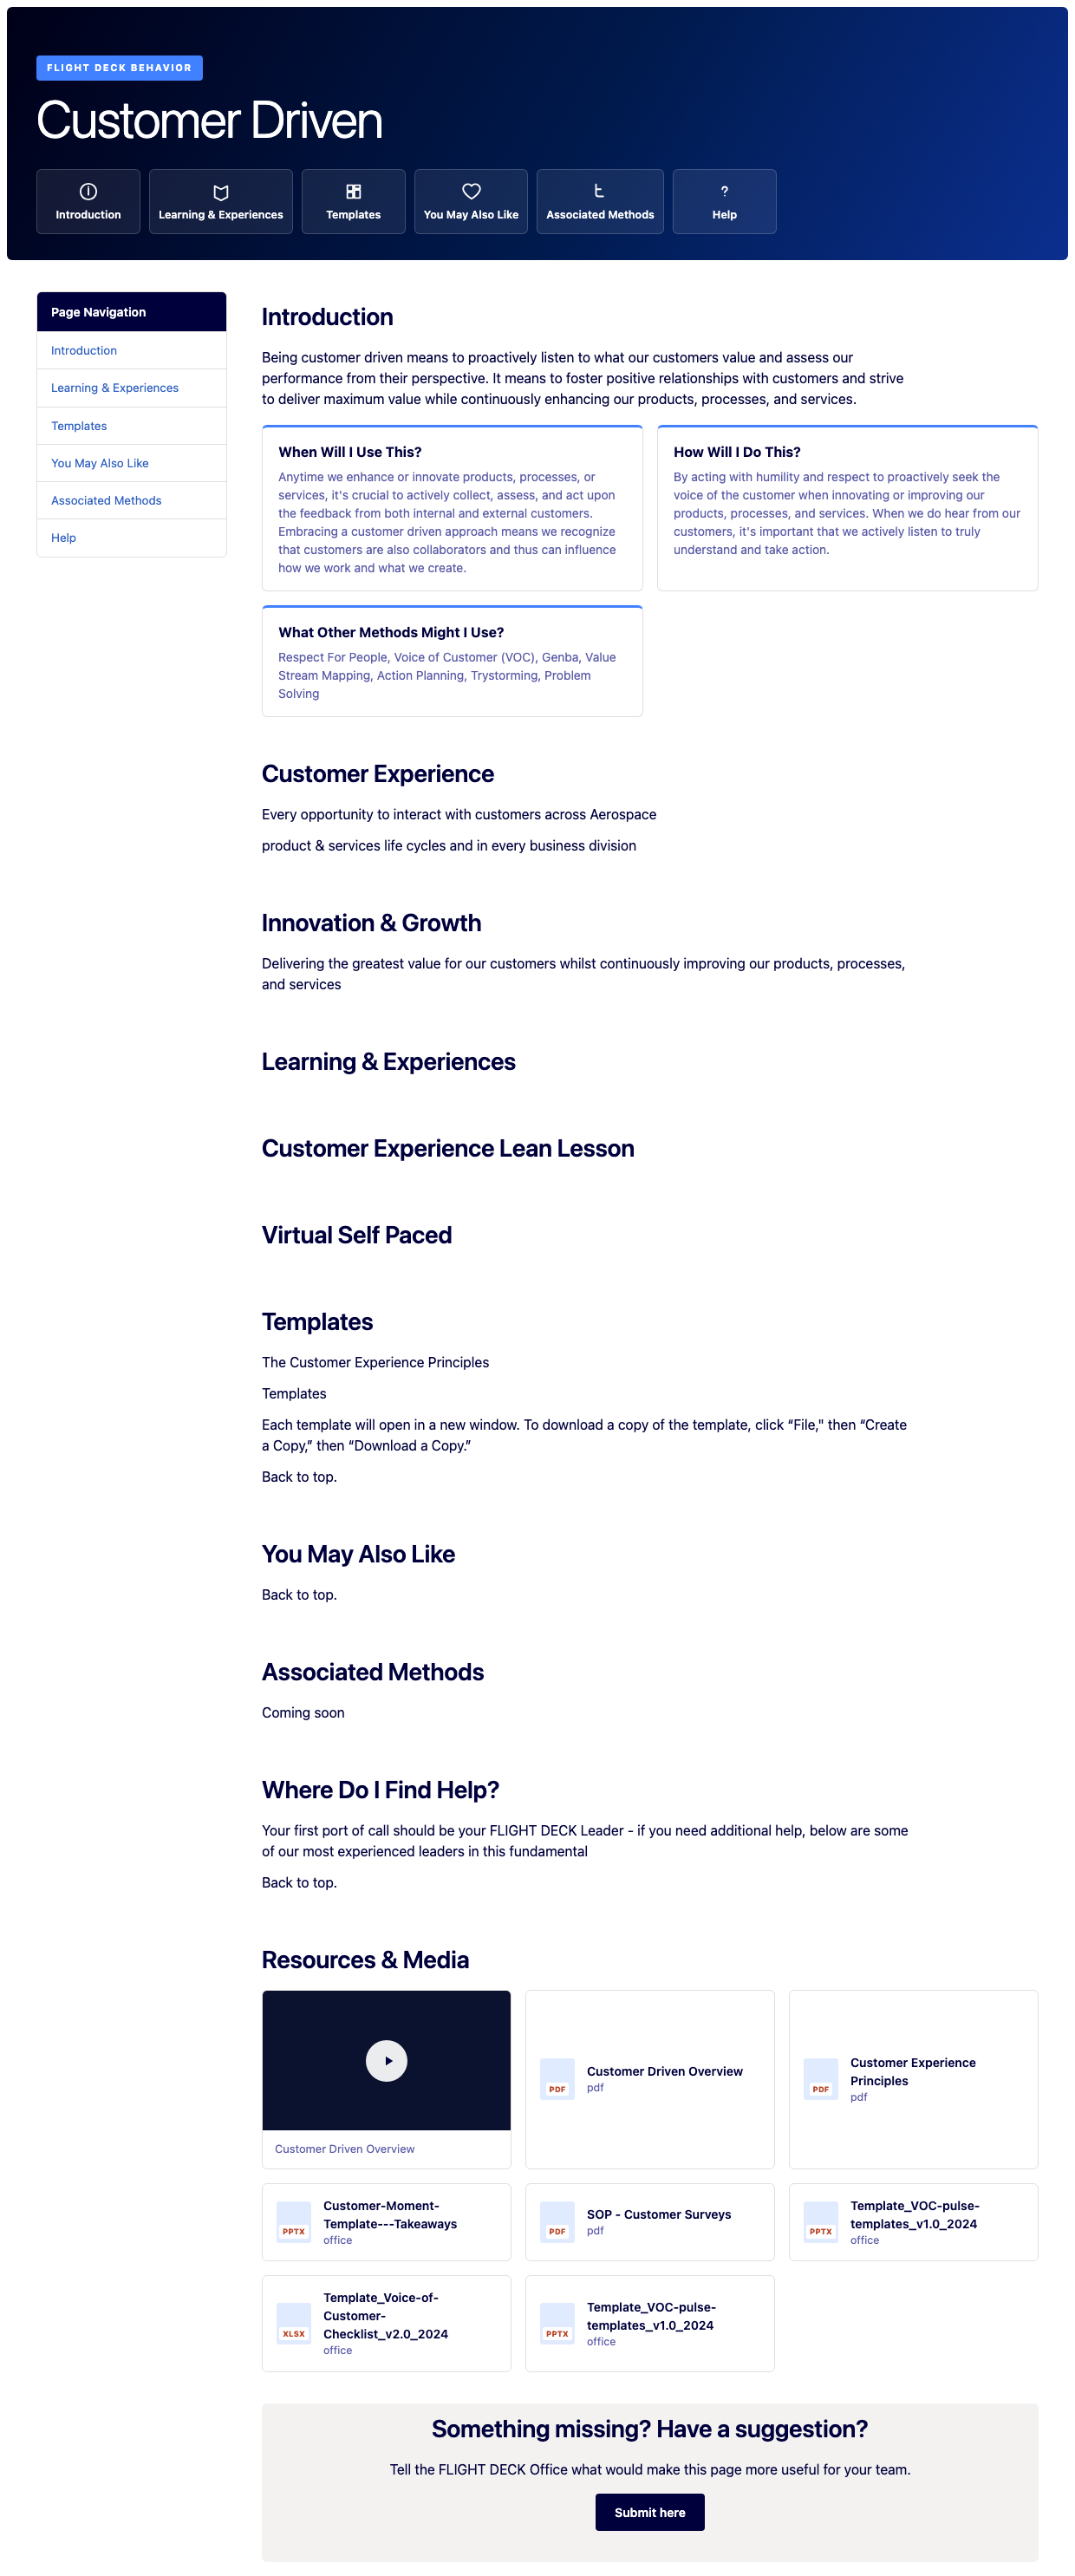 FLIGHT DECK BEHAVIOR
Customer Driven
Introduction
Learning & Experiences
Templates
You May Also Like
Associated Methods
?
Help
Page Navigation
Introduction
Learning & Experiences
Templates
You May Also Like
Associated Methods
Help
Introduction
Being customer driven means to proactively listen to what our customers value and assess our
performance from their perspective. It means to foster positive relationships with customers and strive
to deliver maximum value while continuously enhancing our products, processes, and services.
When Will I Use This?
Anytime we enhance or innovate products, processes, or
services, it's crucial to actively collect, assess, and act upon
the feedback from both internal and external customers.
Embracing a customer driven approach means we recognize
that customers are also collaborators and thus can influence
how we work and what we create.
How Will I Do This?
By acting with humility and respect to proactively seek the
voice of the customer when innovating or improving our
products, processes, and services. When we do hear from our
customers, it's important that we actively listen to truly
understand and take action.
What Other Methods Might I Use?
Respect For People, Voice of Customer (VOC), Genba, Value
Stream Mapping, Action Planning, Trystorming, Problem
Solving
Customer Experience
Every opportunity to interact with customers across Aerospace
product & services life cycles and in every business division
Innovation & Growth
Delivering the greatest value for our customers whilst continuously improving our products, processes,
and services
Learning & Experiences
Customer Experience Lean Lesson
Virtual Self Paced
Templates
The Customer Experience Principles
Templates
Each template will open in a new window. To download a copy of the template, click “File," then “Create
a Copy,” then “Download a Copy.”
Back to top.
You May Also Like
Back to top.
Associated Methods
Coming soon
Where Do I Find Help?
Your first port of call should be your FLIGHT DECK Leader - if you need additional help, below are some
of our most experienced leaders in this fundamental
Back to top.
Resources & Media
Customer Driven Overview
PDF
Customer Driven Overview
pdf
PDF
Customer Experience
Principles
pdf
PPTX
Customer-Moment-
Template---Takeaways
office
PDF
SOP - Customer Surveys
pdf
PPTX
Template_VOC-pulse-
templates_v1.0_2024
office
XLSX
Template_Voice-of-
Customer-
Checklist_v2.0_2024
office
PPTX
Template_VOC-pulse-
templates_v1.0_2024
office
Something missing? Have a suggestion?
Tell the FLIGHT DECK Office what would make this page more useful for your team.
Submit here